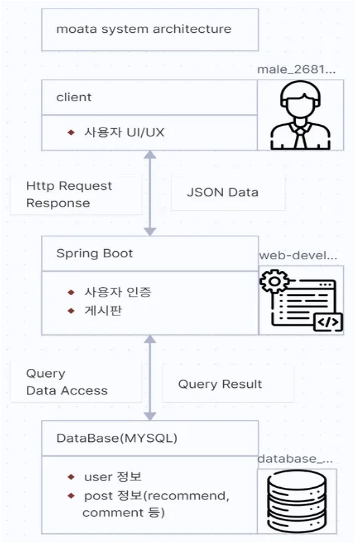 moata system architecture
male_2681...
client
사용자 UI/UX
Http Request
Response
JSON Data
Spring Boot
web-devel...
사용자 인증
게시판
Query
Data Access
Query Result
DataBase(MYSQL)
database_...
user 정보
post 정보(recommend,
comment 등)